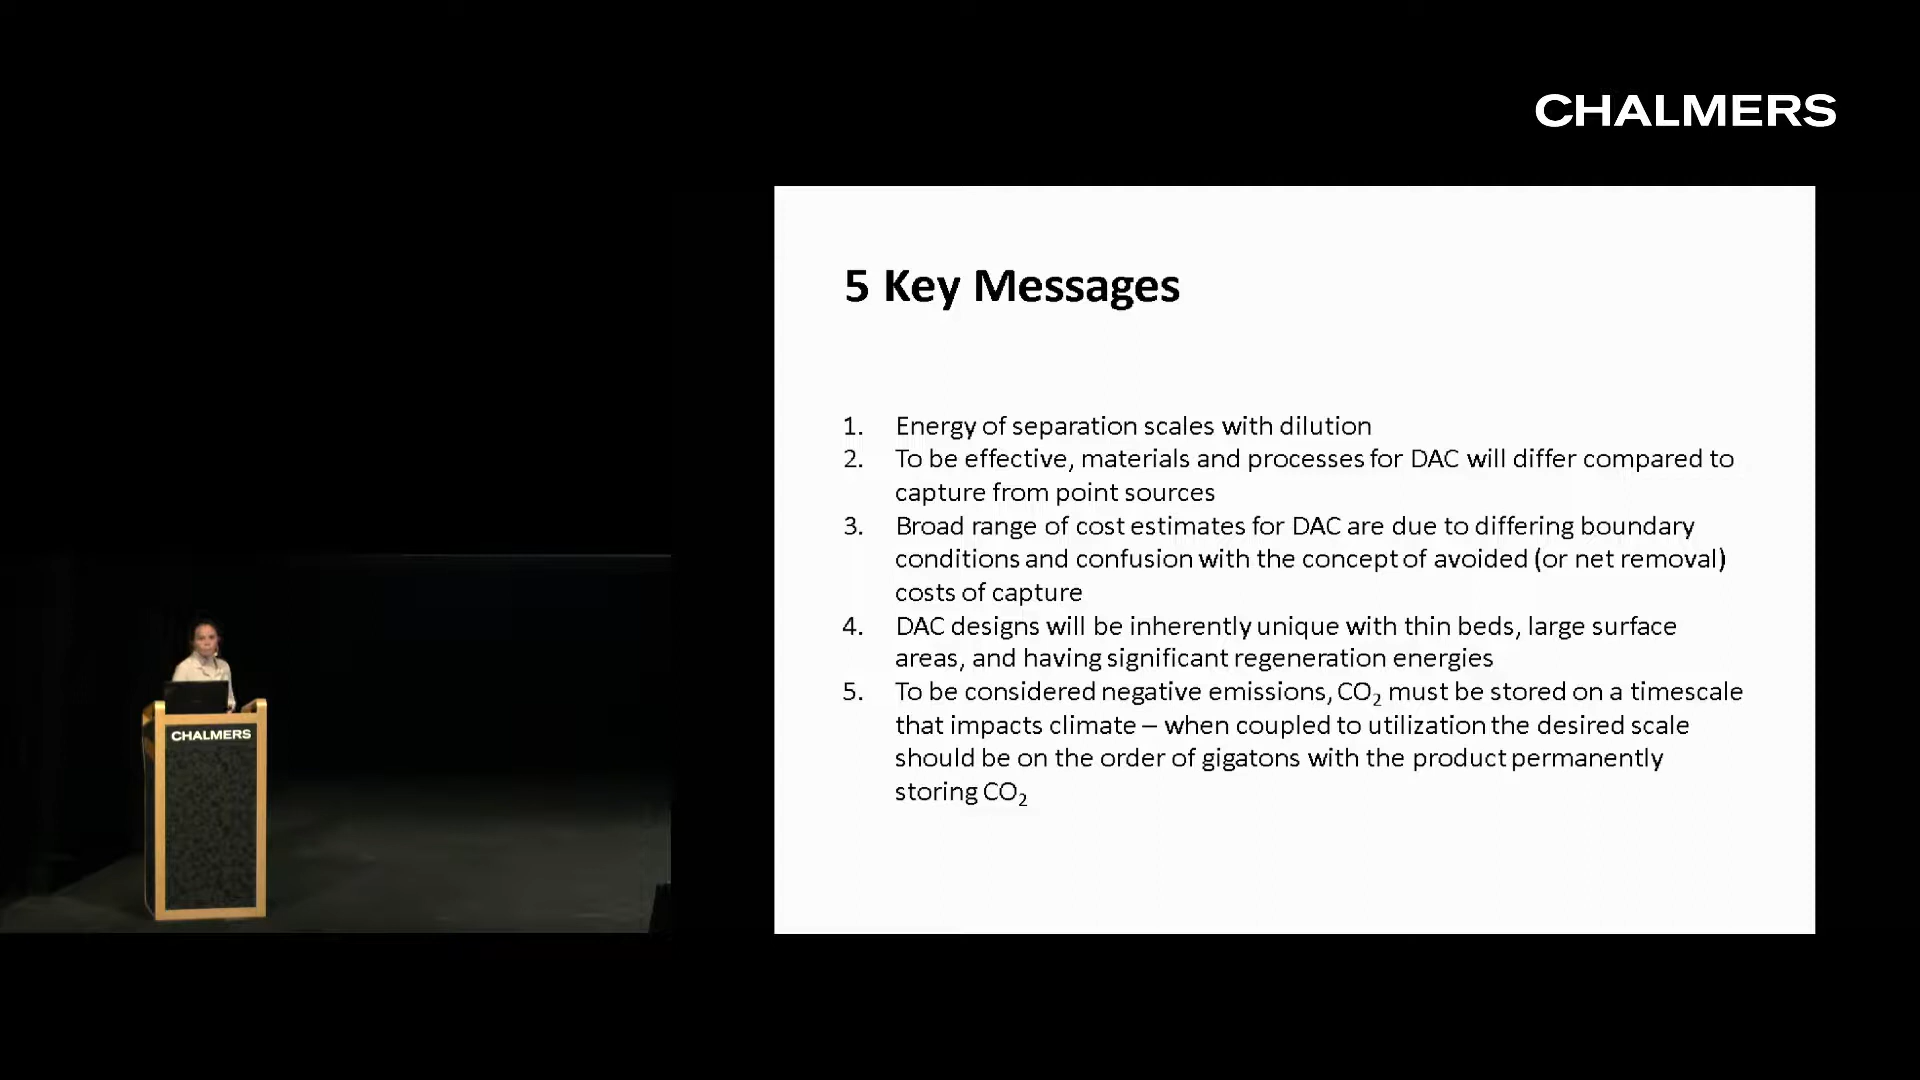 CHALMERS
5 Key Messages
1. Energy of separation scales with dilution
2. To be effective, materials and processes for DAC will differ compared to
capture from point sources
3. Broad range of cost estimates for DAC are due to differing boundary
conditions and confusion with the concept of avoided (or net removal)
costs of capture
4. DAC designs will be inherently unique with thin beds, large surface
areas, and having significant regeneration energies
5. To be considered negative emissions, CO₂ must be stored on a timescale
that impacts climate – when coupled to utilization the desired scale
should be on the order of gigatons with the product permanently
storing CO₂
CHALMERS